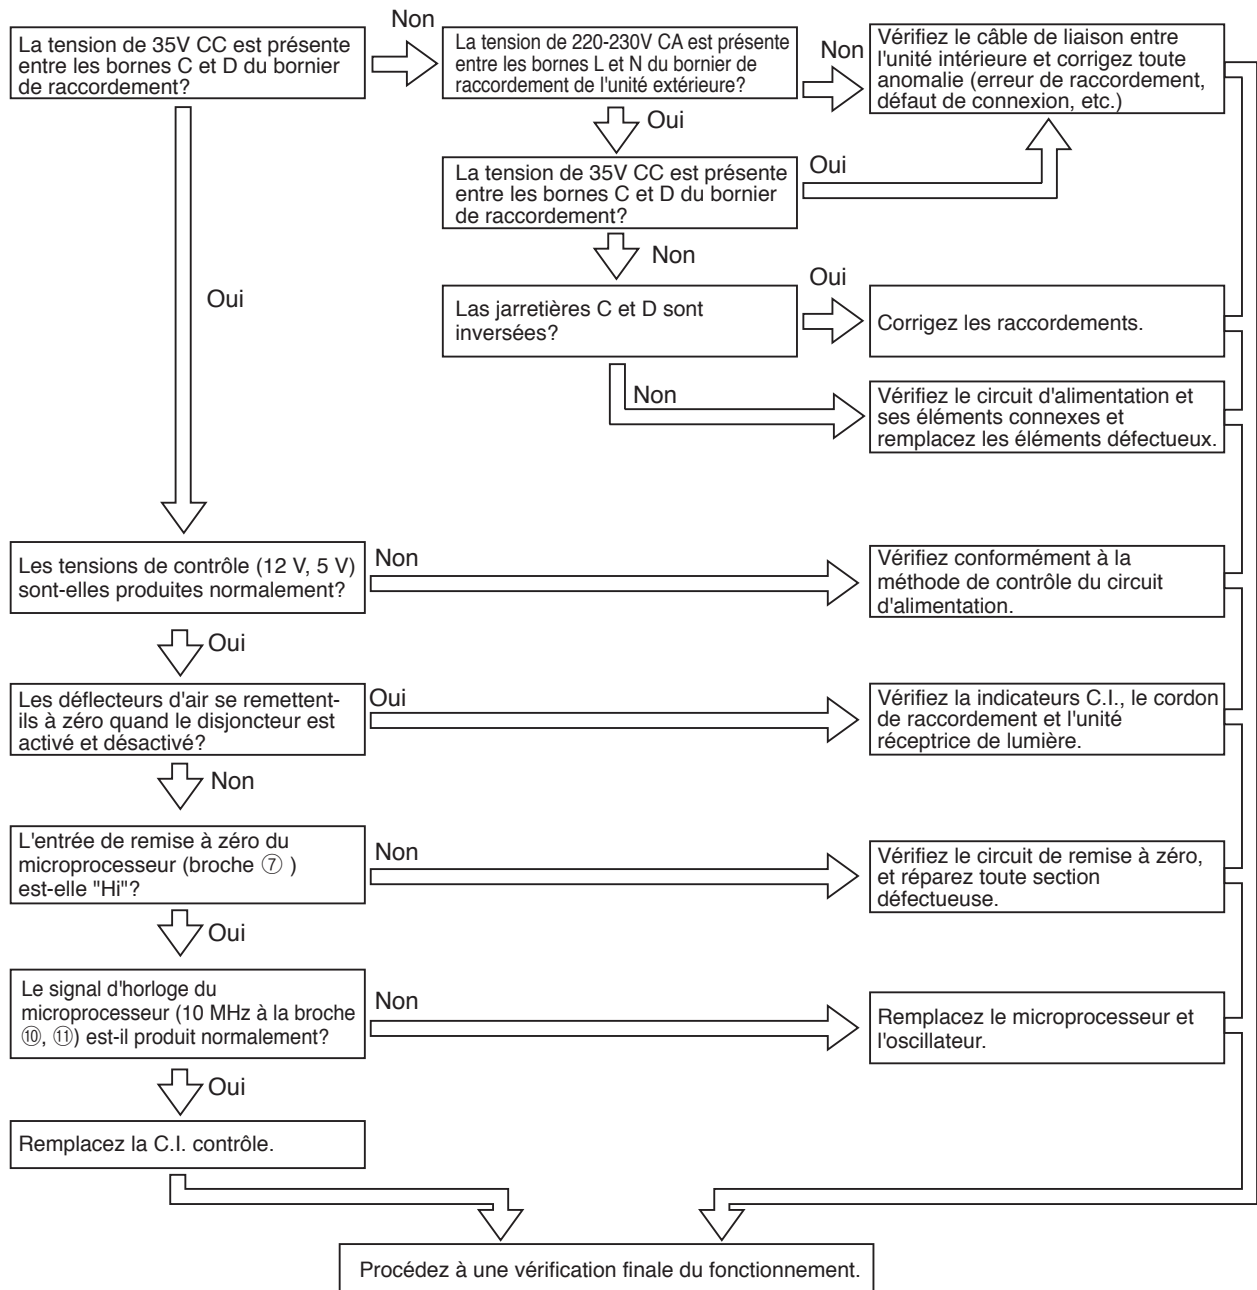 La tension de 35V CC est présente
entre les bornes C et D du bornier
de raccordement?
Non
La tension de 220-230V CA est présente
entre les bornes L et N du bornier de
raccordement de l'unité extérieure?
Non
Vérifiez le câble de liaison entre
l'unité intérieure et corrigez toute
anomalie (erreur de raccordement,
défaut de connexion, etc.)
Oui
La tension de 35V CC est présente
entre les bornes C et D du bornier
de raccordement?
Oui
Non
Oui
Las jarretières C et D sont
inversées?
Oui
Corrigez les raccordements.
Non
Vérifiez le circuit d'alimentation et
ses éléments connexes et
remplacez les éléments défectueux.
Les tensions de contrôle (12 V, 5 V)
sont-elles produites normalement?
Non
Vérifiez conformément à la
méthode de contrôle du circuit
d'alimentation.
Oui
Les déflecteurs d'air se remettent-
ils à zéro quand le disjoncteur est
activé et désactivé?
Oui
Vérifiez la indicateurs C.I., le cordon
de raccordement et l'unité
réceptrice de lumière.
Non
L'entrée de remise à zéro du
microprocesseur (broche ⑦ )
est-elle "Hi"?
Non
Vérifiez le circuit de remise à zéro,
et réparez toute section
défectueuse.
Oui
Le signal d'horloge du
microprocesseur (10 MHz à la broche
⑩, ⑪) est-il produit normalement?
Non
Remplacez le microprocesseur et
l'oscillateur.
Oui
Remplacez la C.I. contrôle.
Procédez à une vérification finale du fonctionnement.